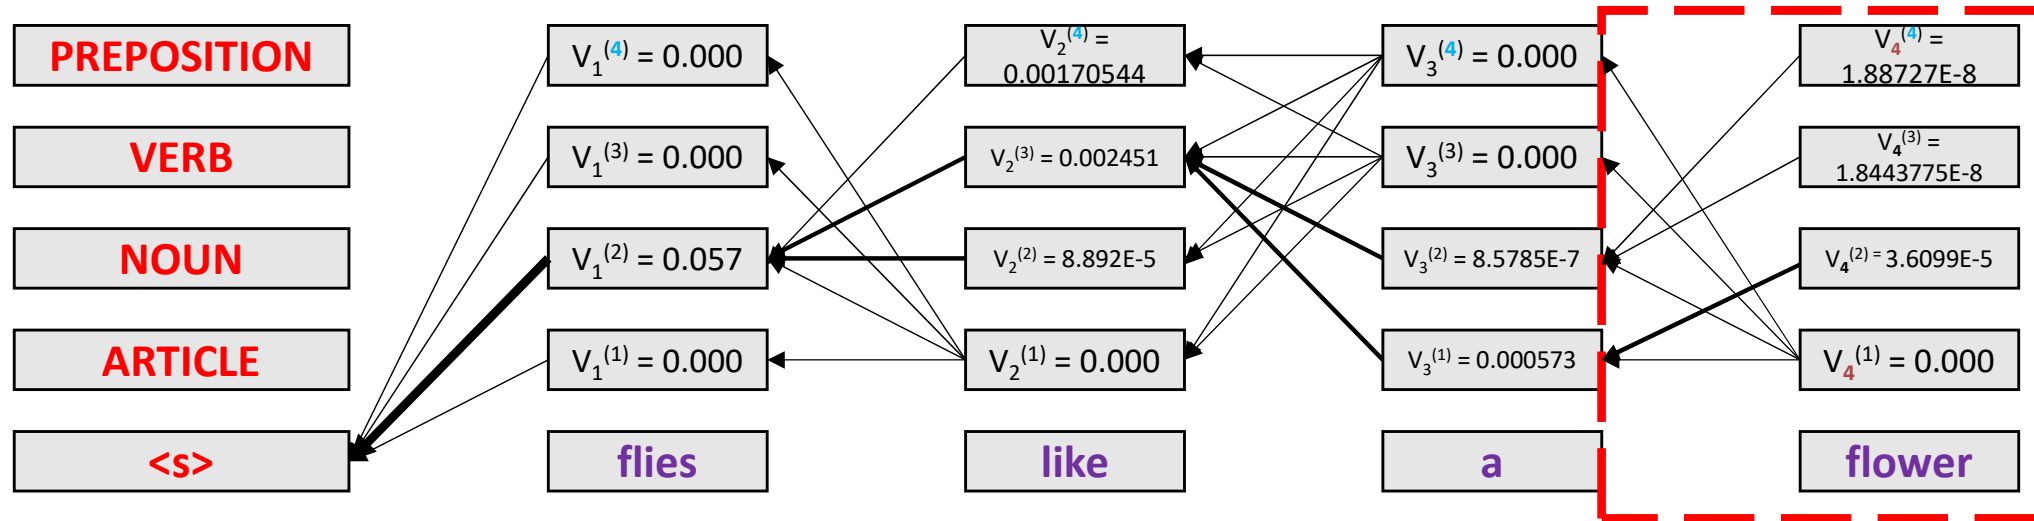 PREPOSITION
V₁⁽⁴⁾ = 0.000
V₂⁽⁴⁾ =
0.00170544
V₃⁽⁴⁾ = 0.000
V₄⁽⁴⁾ =
1.88727E-8
VERB
V₁⁽³⁾ = 0.000
V₂⁽³⁾ = 0.002451
V₃⁽³⁾ = 0.000
V₄⁽³⁾ =
1.8443775E-8
NOUN
V₁⁽²⁾ = 0.057
V₂⁽²⁾ = 8.892E-5
V₃⁽²⁾ = 8.5785E-7
V₄⁽²⁾ = 3.6099E-5
ARTICLE
V₁⁽¹⁾ = 0.000
V₂⁽¹⁾ = 0.000
V₃⁽¹⁾ = 0.000573
V₄⁽¹⁾ = 0.000
<s>
flies
like
a
flower